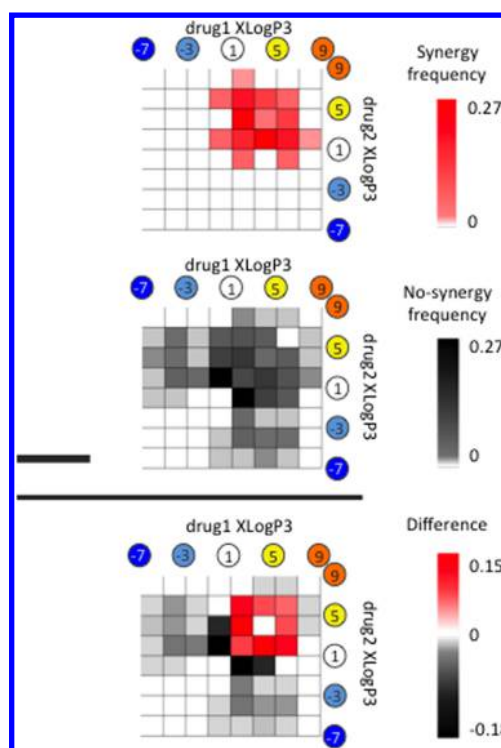 drug1 XLogP3
-7 -3 1 5 9
9
5
1
-3
-7
drug2 XLogP3
Synergy
frequency
0.27
0
drug1 XLogP3
-7 -3 1 5 9
9
5
1
-3
-7
drug2 XLogP3
No-synergy
frequency
0.27
0
drug1 XLogP3
-7 -3 1 5 9
9
5
1
-3
-7
drug2 XLogP3
Difference
0.15
0